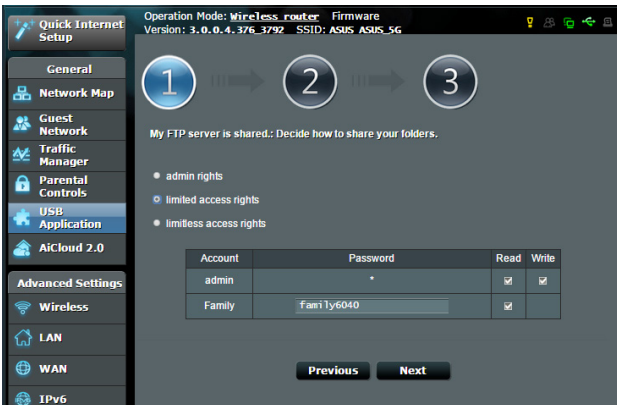 Quick Internet
Setup
Operation Mode: Wireless router Firmware
Version: 3.0.0.4.376_3792 SSID: ASUS ASUS_5G
General
Network Map
Guest
Network
Traffic
Manager
Parental
Controls
USB
Application
AiCloud 2.0
Advanced Settings
Wireless
LAN
WAN
IPv6
1 2 3
My FTP server is shared.: Decide how to share your folders.
admin rights
limited access rights
limitless access rights
Account Password Read Write
admin *
Family family6040
Previous Next